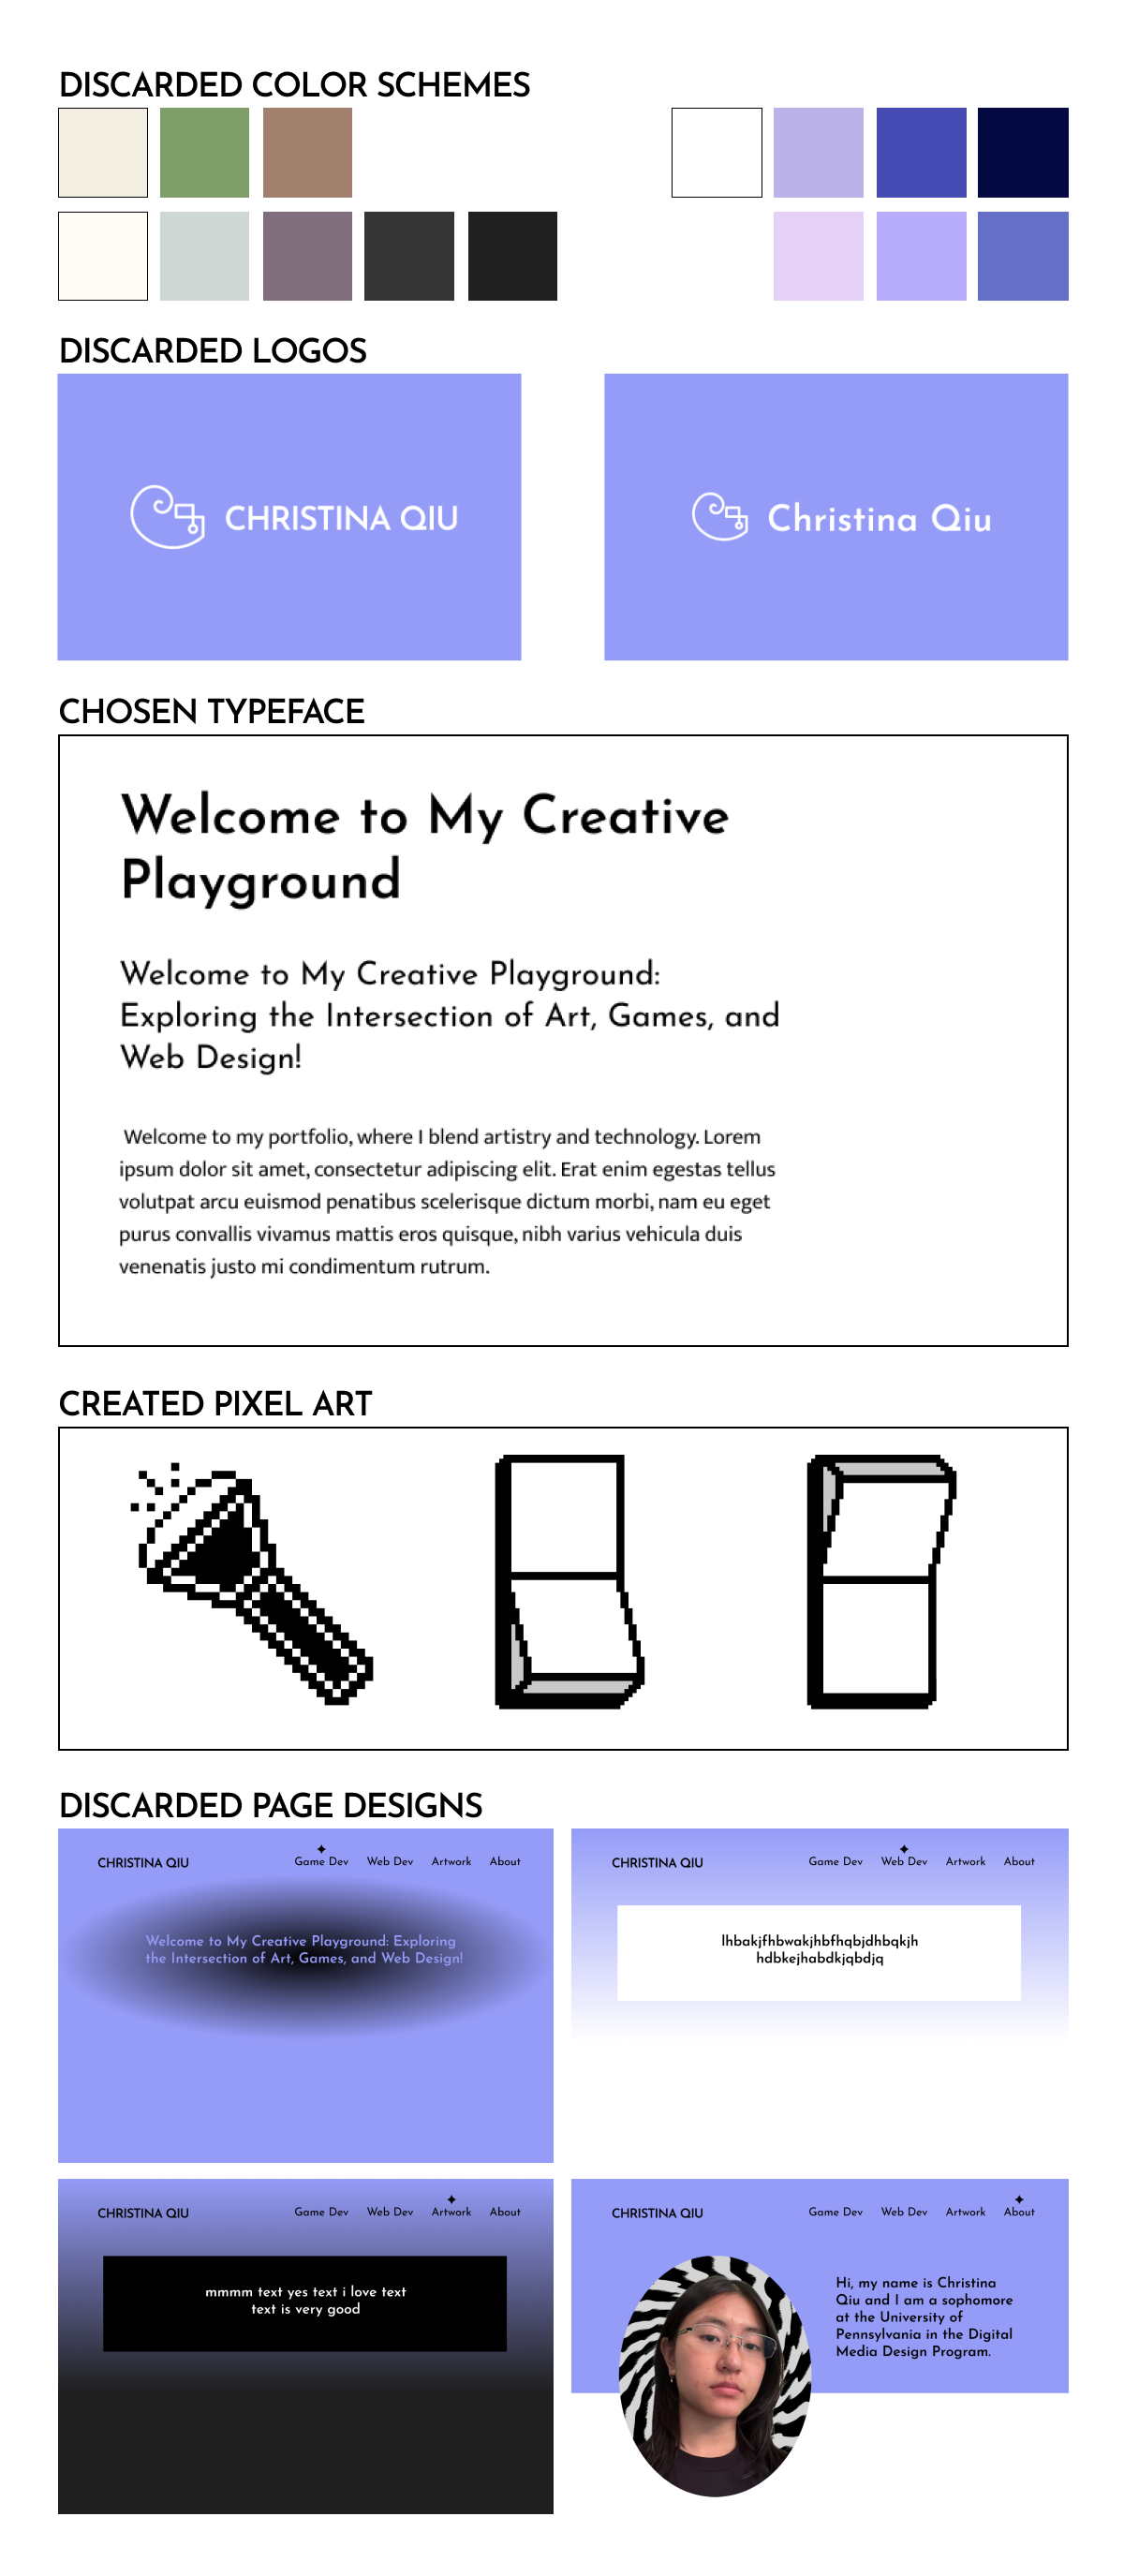 DISCARDED COLOR SCHEMES
DISCARDED LOGOS
CHRISTINA QIU
Christina Qiu
CHOSEN TYPEFACE
Welcome to My Creative
Playground
Welcome to My Creative Playground:
Exploring the Intersection of Art, Games, and
Web Design!
Welcome to my portfolio, where I blend artistry and technology. Lorem
ipsum dolor sit amet, consectetur adipiscing elit. Erat enim egestas tellus
volutpat arcu euismod penatibus scelerisque dictum morbi, nam eu eget
purus convallis vivamus mattis eros quisque, nibh varius vehicula duis
venenatis justo mi condimentum rutrum.
CREATED PIXEL ART
DISCARDED PAGE DESIGNS
CHRISTINA QIU
Game Dev Web Dev Artwork About
Welcome to My Creative Playground: Exploring
the Intersection of Art, Games, and Web Design!
CHRISTINA QIU
Game Dev Web Dev Artwork About
lhbakjfhbwakjhbfhqbjdhbqkjh
hdbkejhabdkjqbdjq
CHRISTINA QIU
Game Dev Web Dev Artwork About
mmmm text yes text i love text
text is very good
CHRISTINA QIU
Game Dev Web Dev Artwork About
Hi, my name is Christina
Qiu and I am a sophomore
at the University of
Pennsylvania in the Digital
Media Design Program.